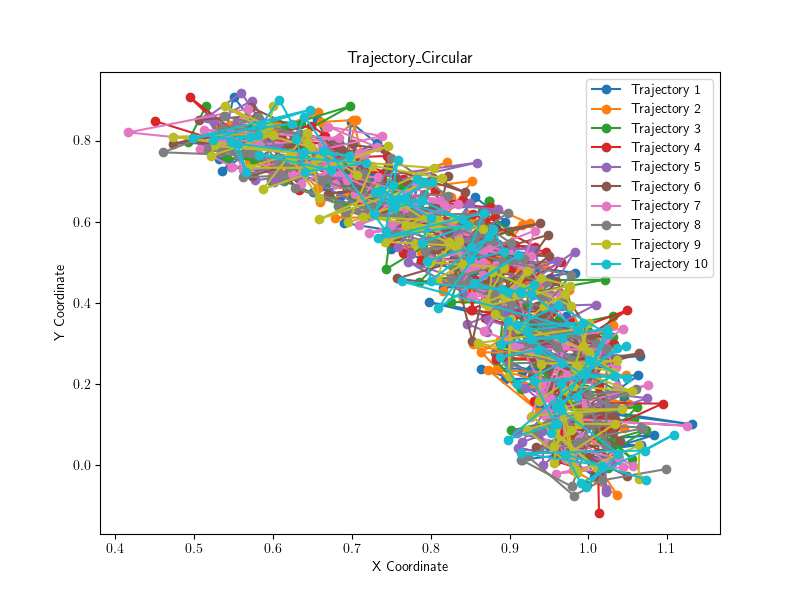 Trajectory_Circular
Trajectory 1
Trajectory 2
Trajectory 3
Trajectory 4
Trajectory 5
Trajectory 6
Trajectory 7
Trajectory 8
Trajectory 9
Trajectory 10
Y Coordinate
0.8
0.6
0.4
0.2
0.0
0.4 0.5 0.6 0.7 0.8 0.9 1.0 1.1
X Coordinate